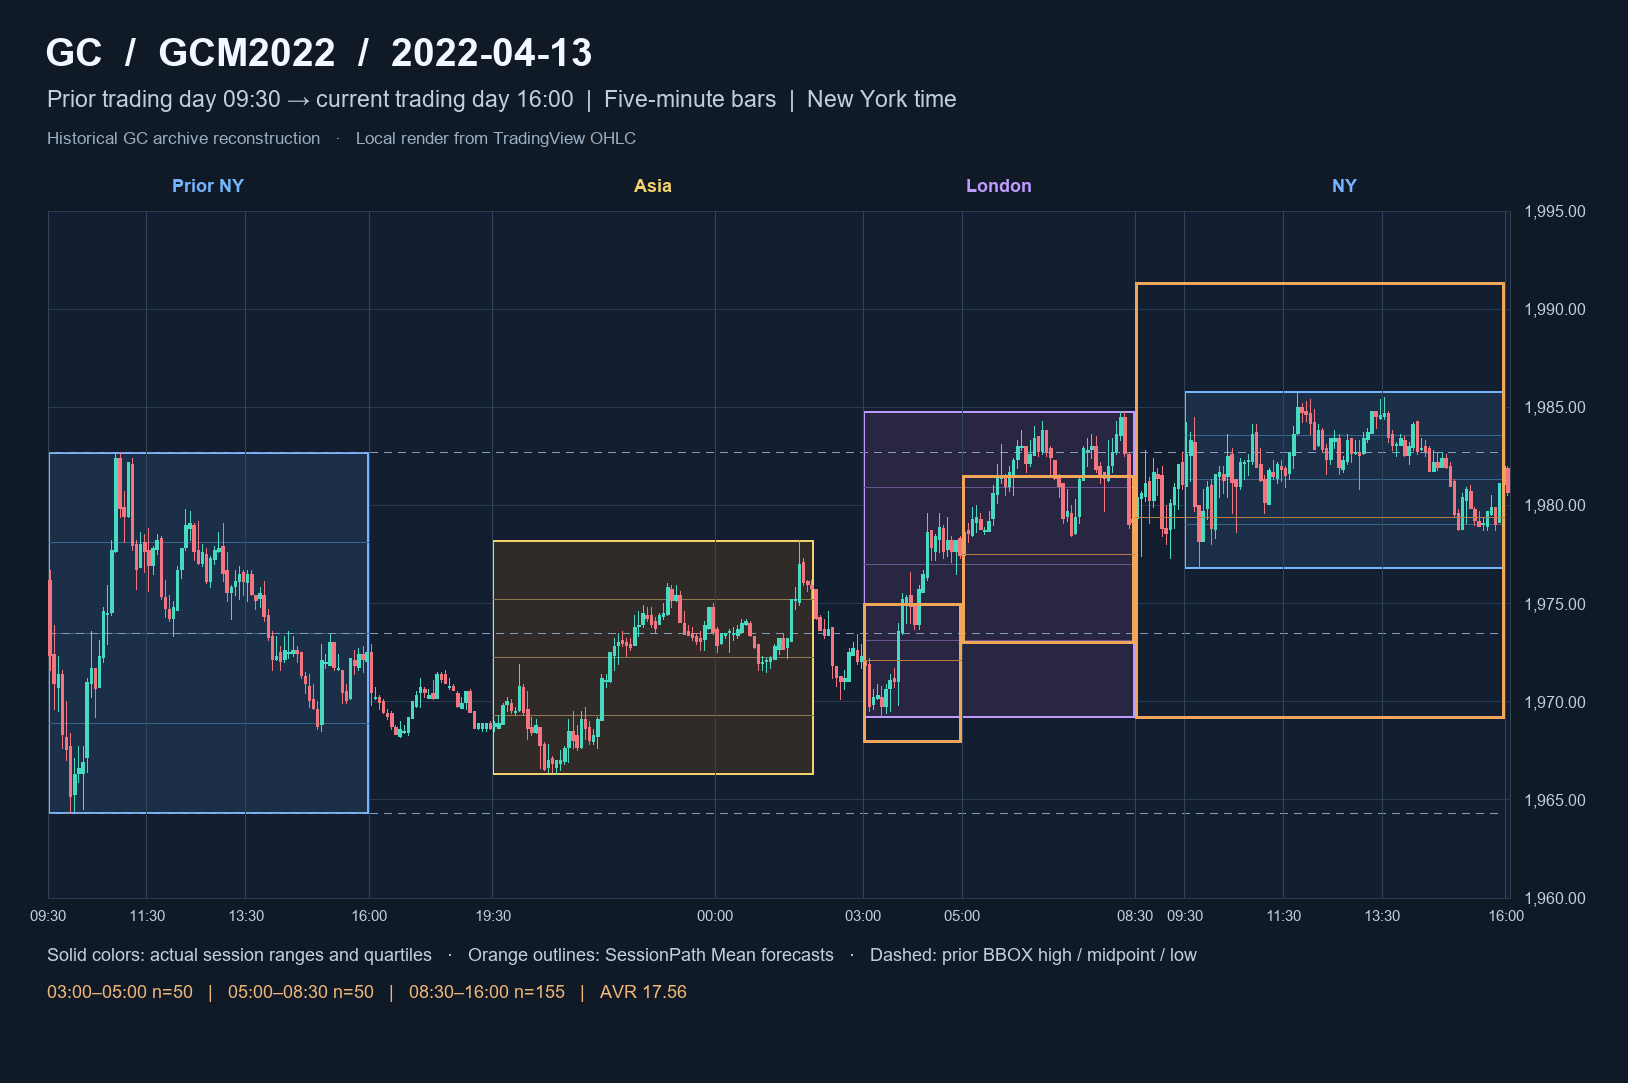 GC / GCM2022 / 2022-04-13
Prior trading day 09:30 → current trading day 16:00 | Five-minute bars | New York time
Historical GC archive reconstruction · Local render from TradingView OHLC
Prior NY Asia London NY
1,995.00
1,990.00
1,985.00
1,980.00
1,975.00
1,970.00
1,965.00
1,960.00
09:30 11:30 13:30 16:00 19:30 00:00 03:00 05:00 08:30 09:30 11:30 13:30 16:00
Solid colors: actual session ranges and quartiles · Orange outlines: SessionPath Mean forecasts · Dashed: prior BBOX high / midpoint / low
03:00–05:00 n=50 | 05:00–08:30 n=50 | 08:30–16:00 n=155 | AVR 17.56